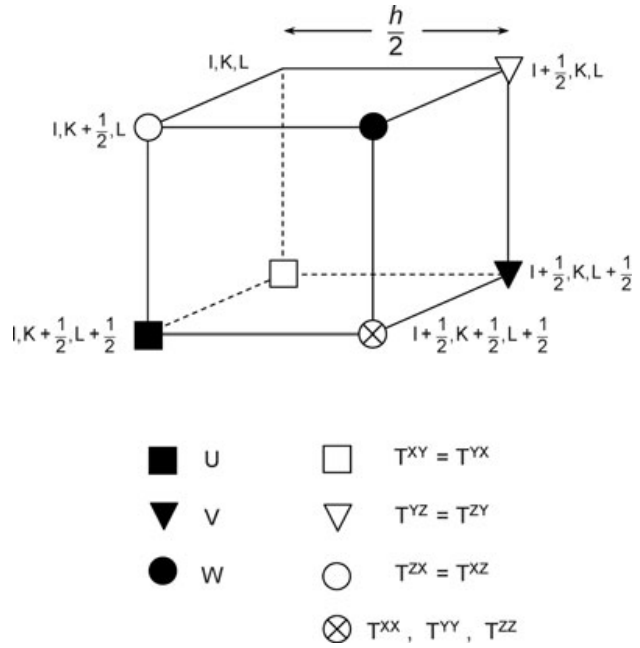 h/2
I,K,L
I + 1/2,K,L
I,K + 1/2,L
I + 1/2,K,L + 1/2
I,K + 1/2,L + 1/2
I + 1/2,K + 1/2,L + 1/2
U
T^XY = T^YX
V
T^YZ = T^ZY
W
T^ZX = T^XZ
T^XX , T^YY , T^ZZ